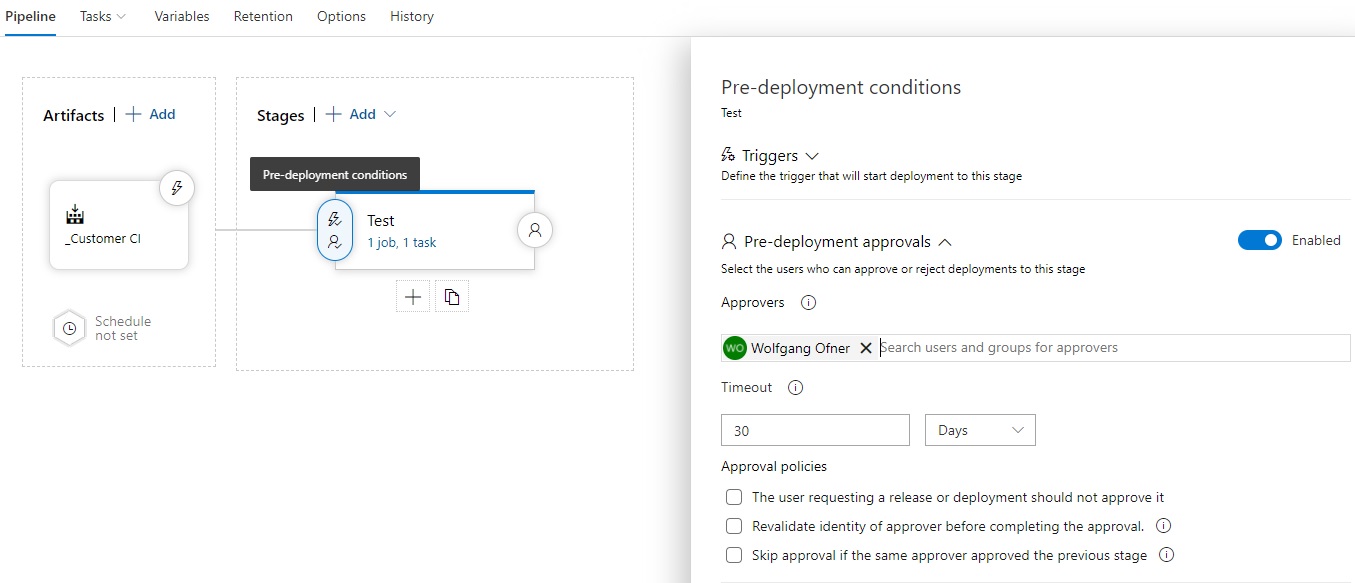 Pipeline Tasks Variables Retention Options History
Artifacts | + Add
_Customer CI
Schedule
not set
Stages | + Add
Pre-deployment conditions
Test
1 job, 1 task
Pre-deployment conditions
Test
Triggers
Define the trigger that will start deployment to this stage
Pre-deployment approvals
Enabled
Select the users who can approve or reject deployments to this stage
Approvers
WO Wolfgang Ofner Search users and groups for approvers
Timeout
30 Days
Approval policies
The user requesting a release or deployment should not approve it
Revalidate identity of approver before completing the approval.
Skip approval if the same approver approved the previous stage